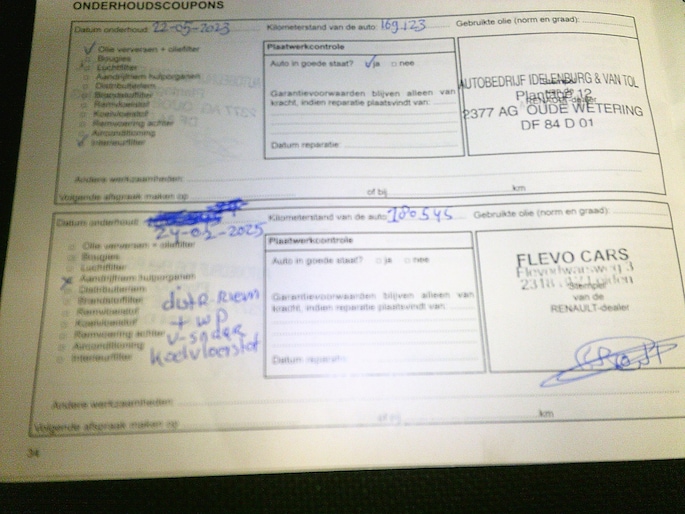 ONDERHOUDSCOUPONS
Datum onderhoud: 22-05-2023
Kilometerstand van de auto: 169.123
Gebruikte olie (norm en graad):
Olie verversen + oliefilter
Bougies
Luchtfilter
Aandrijfriem hulporganen
Distributieriem
Brandstoffilter
Remvloeistof
Koelvloeistof
Remvoering achter
Airconditioning
Interieurfilter
Plaatwerkcontrole
Auto in goede staat? ja nee
Garantievoorwaarden blijven alleen van
kracht, indien reparatie plaatsvindt van:
Datum reparatie:
AUTOBEDRIJF IDELENBURG & VAN TOL
Plantage 12
RENAULT-dealer
2377 AG OUDE WETERING
DF 84 D 01
Andere werkzaamheden:
Volgende afspraak maken op of bij km
Datum onderhoud:
24-05-2025
Kilometerstand van de auto: 180545
Gebruikte olie (norm en graad):
Olie verversen + oliefilter
Bougies
Luchtfilter
Aandrijfriem hulporganen
Distributieriem
Brandstoffilter
Remvloeistof
Koelvloeistof
Remvoering achter
Airconditioning
Interieurfilter
distr. Riem
+ WP
V-snaar
koelvloeistof
Plaatwerkcontrole
Auto in goede staat? ja nee
Garantievoorwaarden blijven alleen van
kracht, indien reparatie plaatsvindt van:
Datum reparatie:
FLEVO CARS
Stempel
van de
RENAULT-dealer
Andere werkzaamheden:
Volgende afspraak maken op of bij km
34